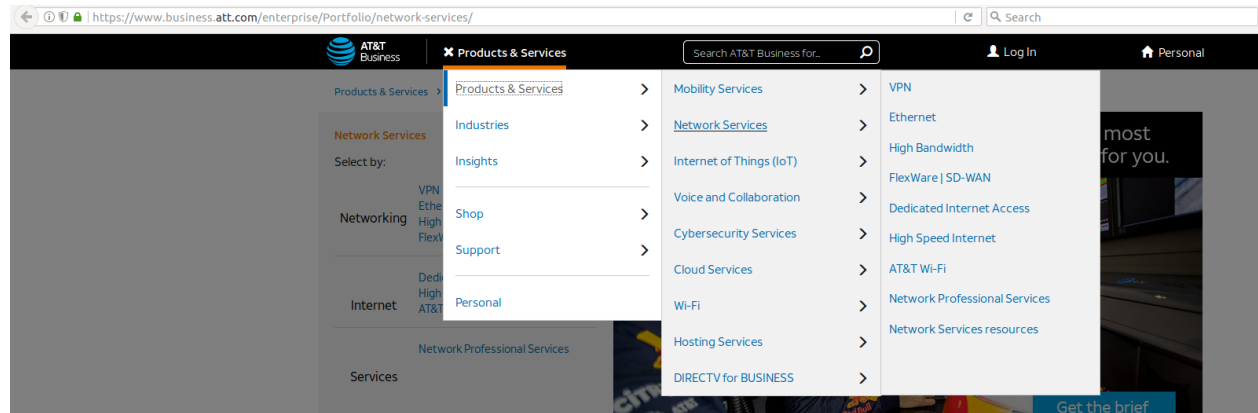 https://www.business.att.com/enterprise/Portfolio/network-services/
Search
AT&T
Business
Products & Services
Search AT&T Business for..
Log In
Personal
Products & Services
Network Services
Select by:
Networking
VPN
Internet
Services
Network Professional Services
Products & Services
Industries
Insights
Shop
Support
Personal
Mobility Services
Network Services
Internet of Things (IoT)
Voice and Collaboration
Cybersecurity Services
Cloud Services
Wi-Fi
Hosting Services
DIRECTV for BUSINESS
VPN
Ethernet
High Bandwidth
FlexWare | SD-WAN
Dedicated Internet Access
High Speed Internet
AT&T Wi-Fi
Network Professional Services
Network Services resources
most
for you.
Get the brief